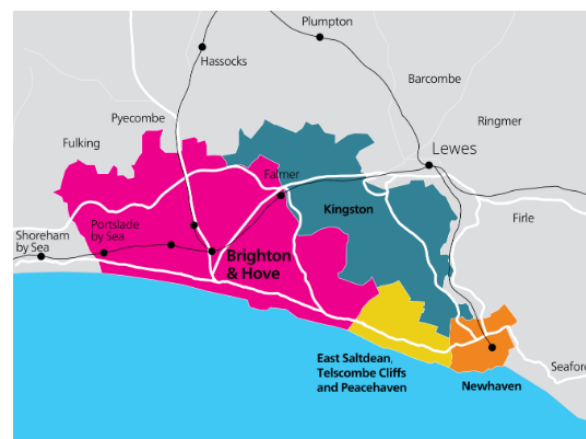 Plumpton
Hassocks
Barcombe
Pyecombe
Ringmer
Fulking
Lewes
Falmer
Kingston
Firle
Portslade
by Sea
Shoreham
by Sea
Brighton
& Hove
East Saltdean,
Telscombe Cliffs
and Peacehaven
Seaford
Newhaven